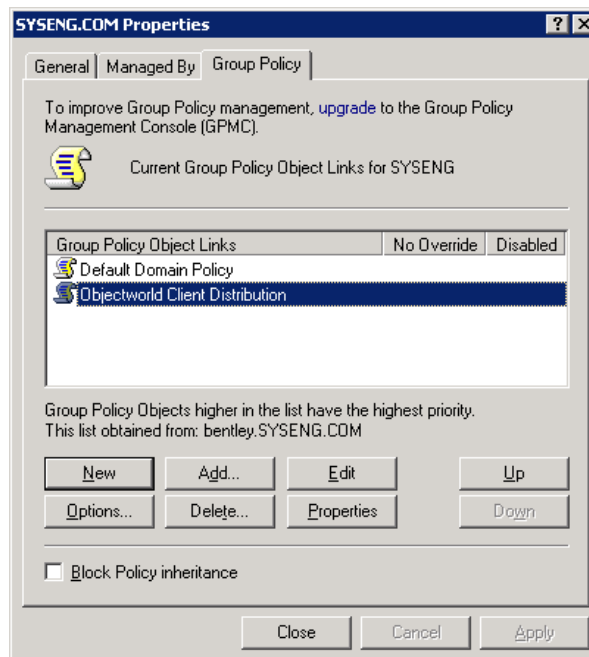 SYSENG.COM Properties
General Managed By Group Policy
To improve Group Policy management, upgrade to the Group Policy
Management Console (GPMC).
Current Group Policy Object Links for SYSENG
Group Policy Object Links No Override Disabled
Default Domain Policy
Objectworld Client Distribution
Group Policy Objects higher in the list have the highest priority.
This list obtained from: bentley.SYSENG.COM
New Add... Edit Up
Options... Delete... Properties Down
Block Policy inheritance
Close Cancel Apply